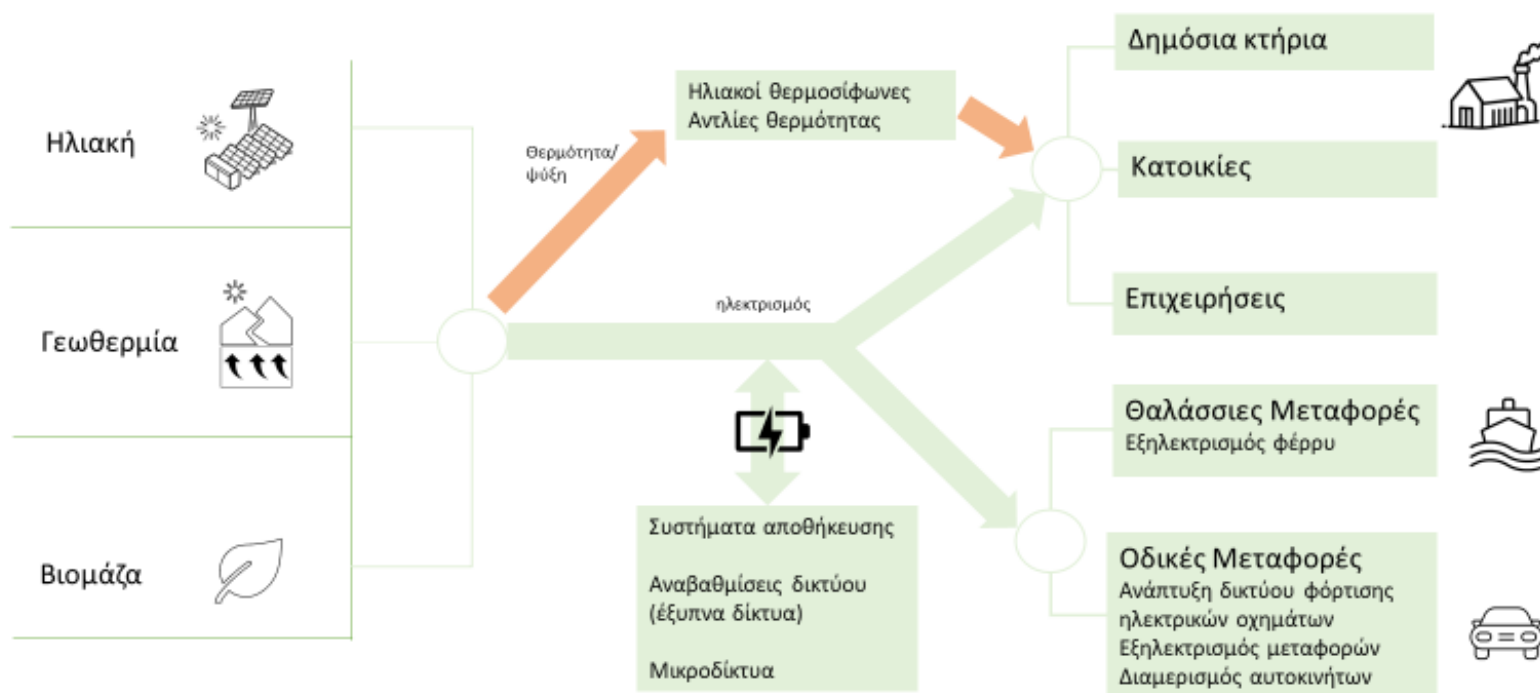 Ηλιακή
Γεωθερμία
Βιομάζα
Θερμότητα/
ψύξη
Ηλιακοί θερμοσίφωνες
Αντλίες θερμότητας
ηλεκτρισμός
Συστήματα αποθήκευσης
Αναβαθμίσεις δικτύου
(έξυπνα δίκτυα)
Μικροδίκτυα
Δημόσια κτήρια
Κατοικίες
Επιχειρήσεις
Θαλάσσιες Μεταφορές
Εξηλεκτρισμός φέρρυ
Οδικές Μεταφορές
Ανάπτυξη δικτύου φόρτισης
ηλεκτρικών οχημάτων
Εξηλεκτρισμός μεταφορών
Διαμερισμός αυτοκινήτων